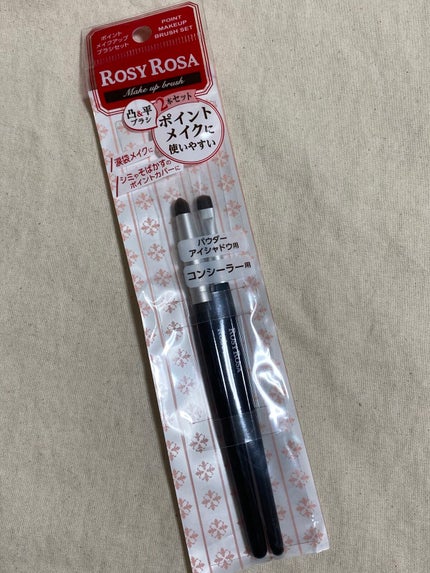 ポイント
メイクアップ
ブラシセット
POINT
MAKEUP
BRUSH SET
ROSY ROSA
Make up brush
凸&平
ブラシ
2本セット
ポイント
メイクに
使いやすい
涙袋メイクに
シミやそばかすの
ポイントカバーに
パウダー
アイシャドウ用
コンシーラー用
ROSY ROSA